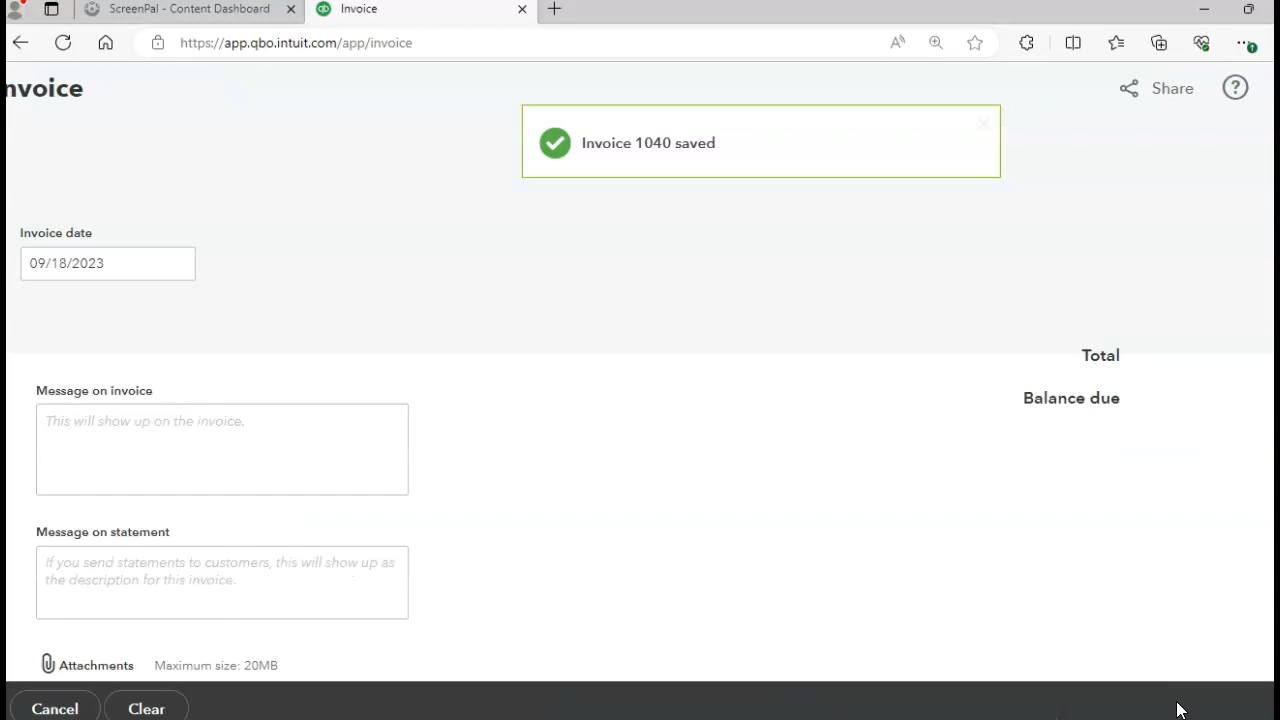 ScreenPal - Content Dashboard
Invoice
https://app.qbo.intuit.com/app/invoice
nvoice
Share
?
Invoice 1040 saved
Invoice date
09/18/2023
Total
Balance due
Message on invoice
This will show up on the invoice.
Message on statement
If you send statements to customers, this will show up as
the description for this invoice.
Attachments Maximum size: 20MB
Cancel
Clear